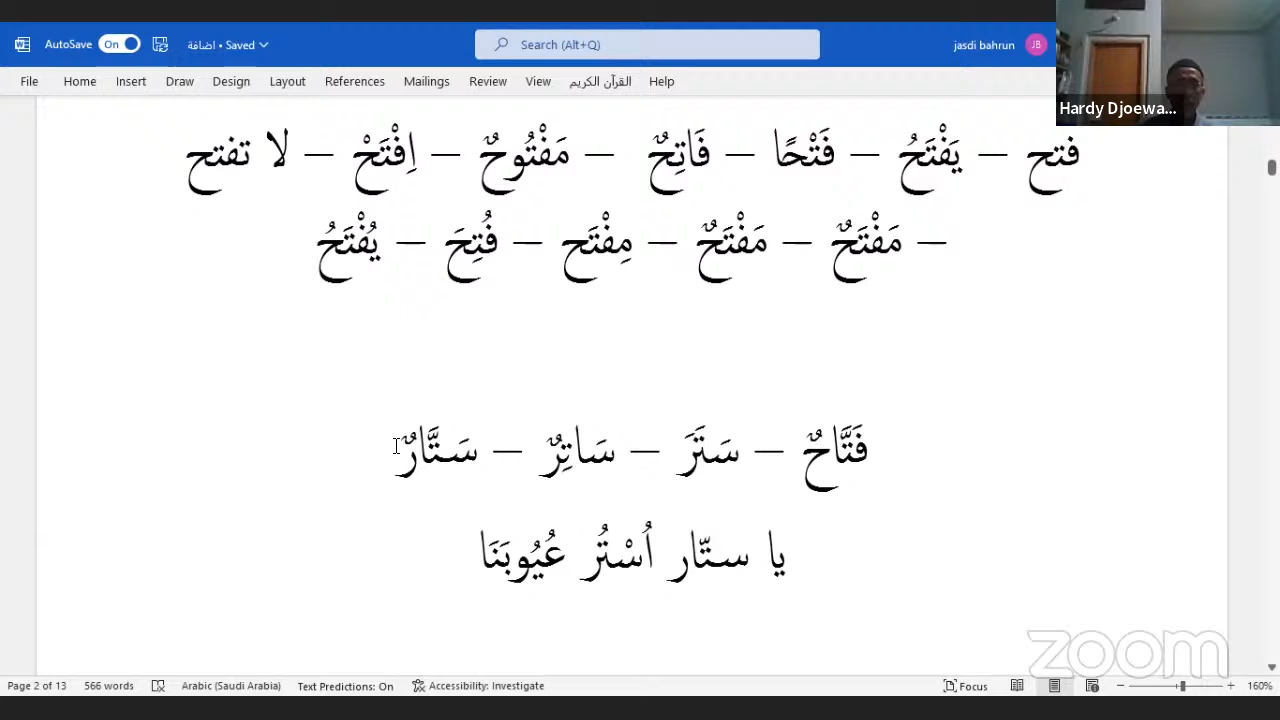 AutoSave On اضافة • Saved Search (Alt+Q) jasdi bahrun JB
File Home Insert Draw Design Layout References Mailings Review View القرآن الكريم Help
Hardy Djoewa...
فتح – يَفْتَحُ – فَتْحًا – فَاتِحٌ – مَفْتُوحٌ – اِفْتَحْ – لا تفتح
– مَفْتَحٌ – مَفْتَحٌ – مِفْتَح – فُتِحَ – يُفْتَحُ
فَتَّاحٌ – سَتَرَ – سَاتِرٌ – سَتَّارٌ
يا ستّار اُسْتُر عُيُوبَنَا
zoom
Page 2 of 13 566 words Arabic (Saudi Arabia) Text Predictions: On Accessibility: Investigate Focus 160%